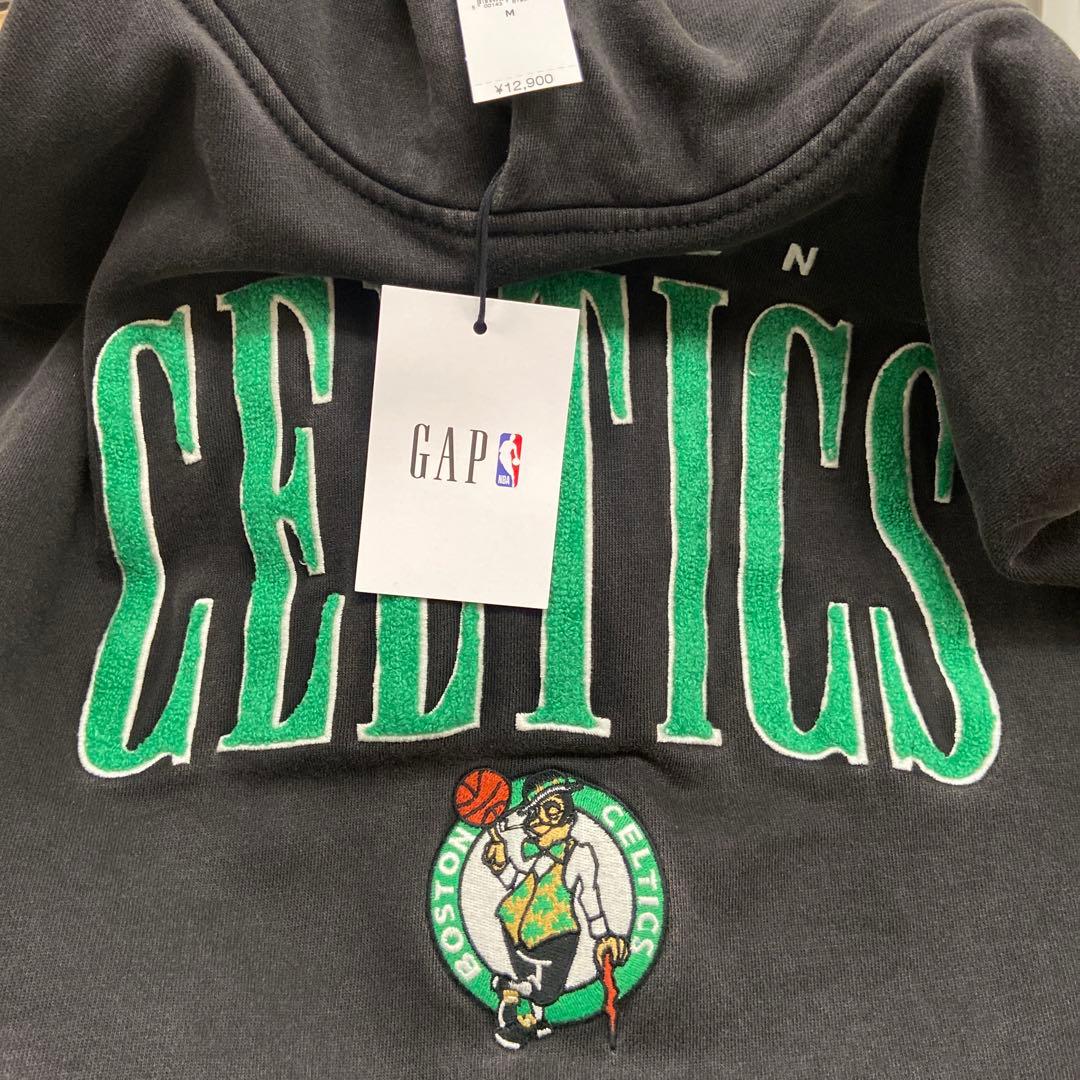 M
¥12,900
N
CELTICS
GAP
NBA
BOSTON CELTICS